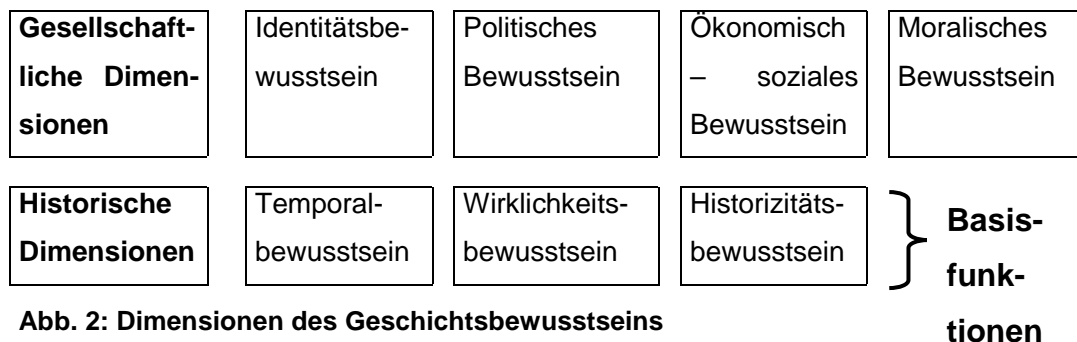 Gesellschaft-
liche Dimen-
sionen
Identitätsbe-
wusstsein
Politisches
Bewusstsein
Ökonomisch
– soziales
Bewusstsein
Moralisches
Bewusstsein
Historische
Dimensionen
Temporal-
bewusstsein
Wirklichkeits-
bewusstsein
Historizitäts-
bewusstsein
Basis-
funk-
tionen
Abb. 2: Dimensionen des Geschichtsbewusstseins